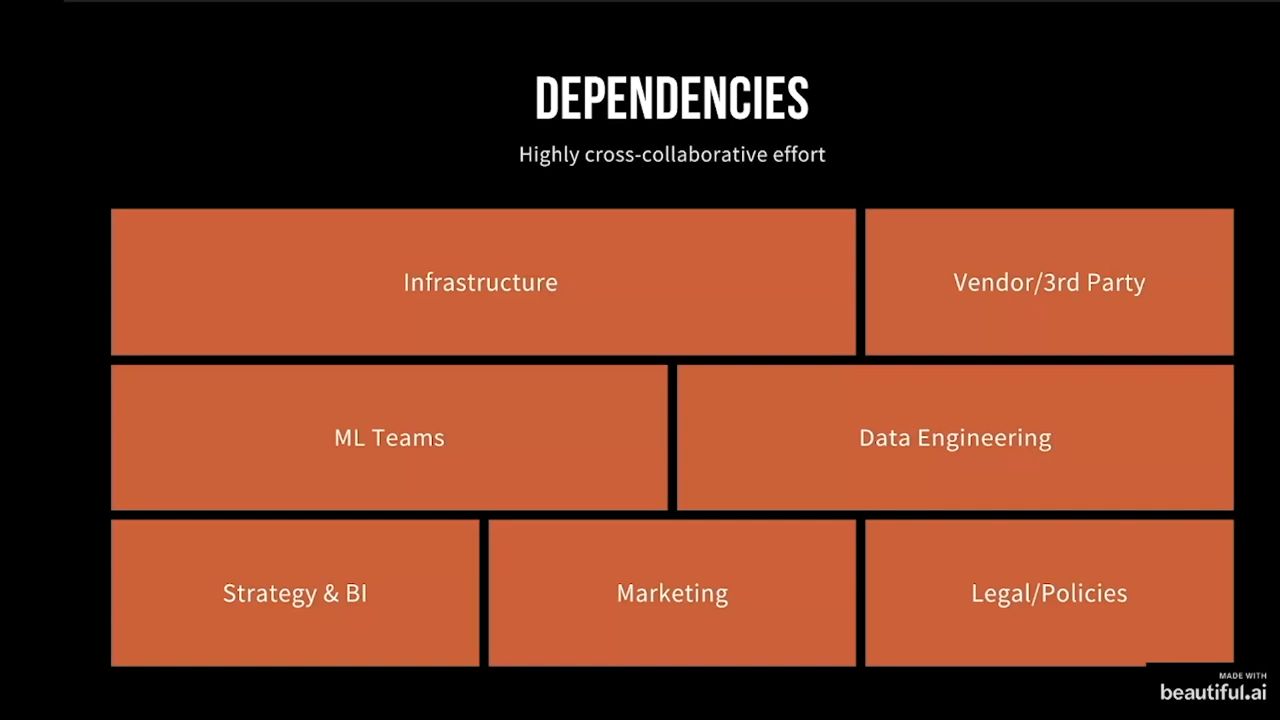 DEPENDENCIES
Highly cross-collaborative effort
Infrastructure
Vendor/3rd Party
ML Teams
Data Engineering
Strategy & BI
Marketing
Legal/Policies
MADE WITH
beautiful.ai